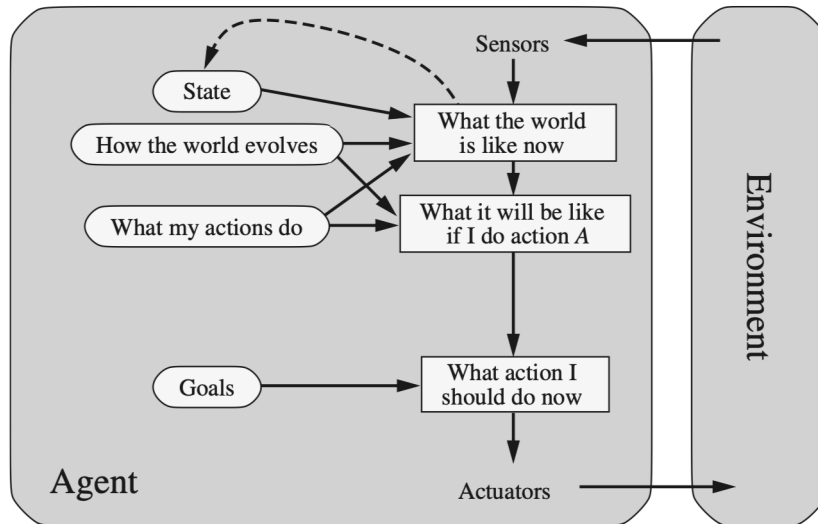 Sensors
State
What the world
is like now
How the world evolves
What my actions do
What it will be like
if I do action A
Goals
What action I
should do now
Agent
Actuators
Environment